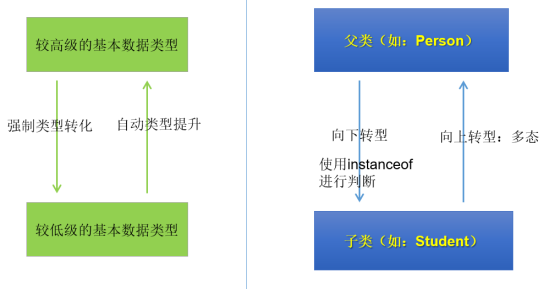 较高级的基本数据类型
强制类型转化
自动类型提升
较低级的基本数据类型
父类（如：Person）
向下转型
使用instanceof
进行判断
向上转型：多态
子类（如：Student）